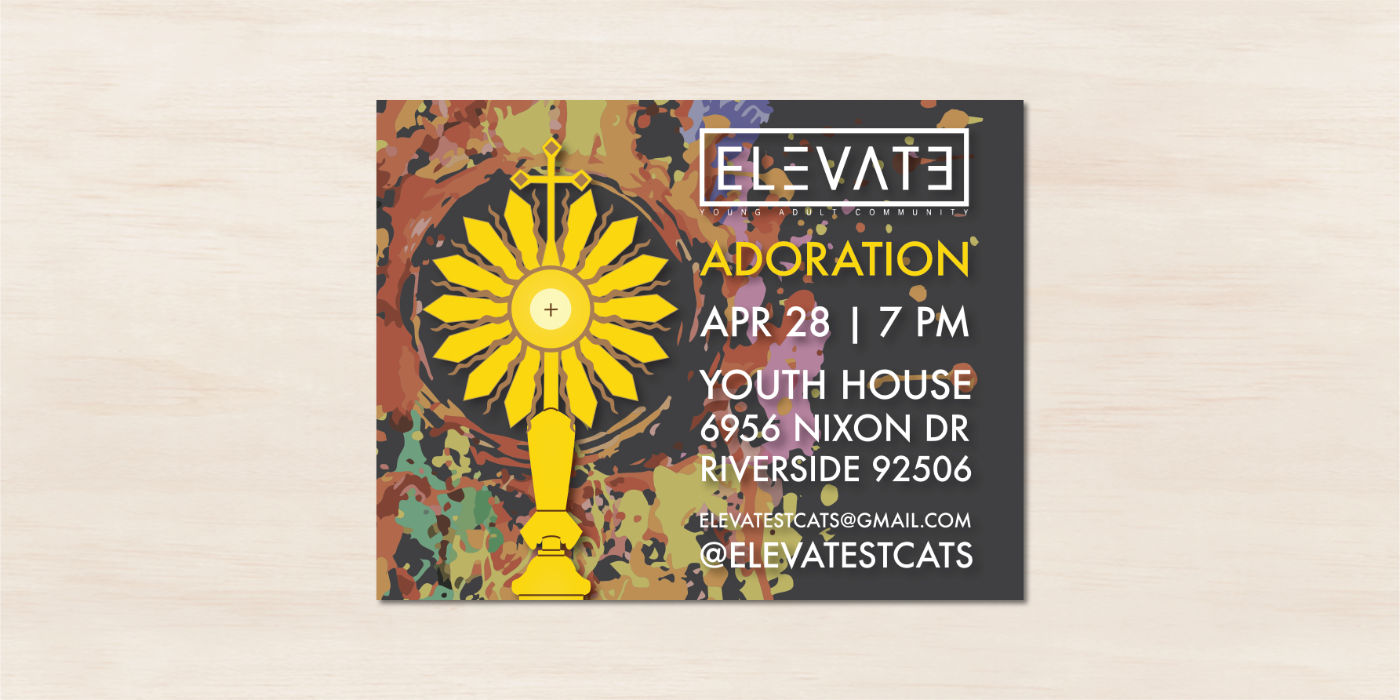 ELEVATE
YOUNG ADULT COMMUNITY
ADORATION
APR 28 | 7 PM
YOUTH HOUSE
6956 NIXON DR
RIVERSIDE 92506
ELEVATESTCATS@GMAIL.COM
@ELEVATESTCATS